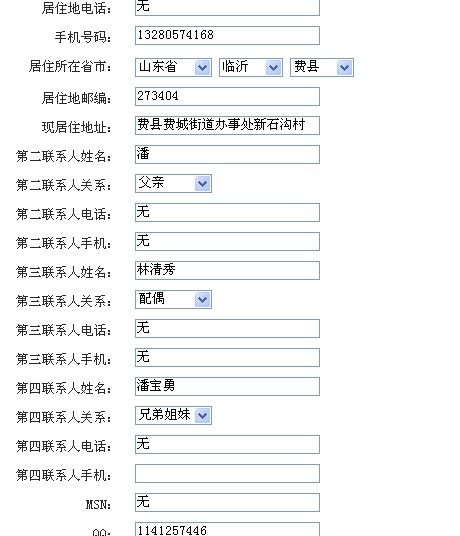 居住地电话： 无
手机号码： 13280574168
居住所在省市： 山东省 临沂 费县
居住地邮编： 273404
现居住地址： 费县费城街道办事处新石沟村
第二联系人姓名： 潘
第二联系人关系： 父亲
第二联系人电话： 无
第二联系人手机： 无
第三联系人姓名： 林清秀
第三联系人关系： 配偶
第三联系人电话： 无
第三联系人手机： 无
第四联系人姓名： 潘宝勇
第四联系人关系： 兄弟姐妹
第四联系人电话： 无
第四联系人手机：
MSN： 无
QQ： 1141257446